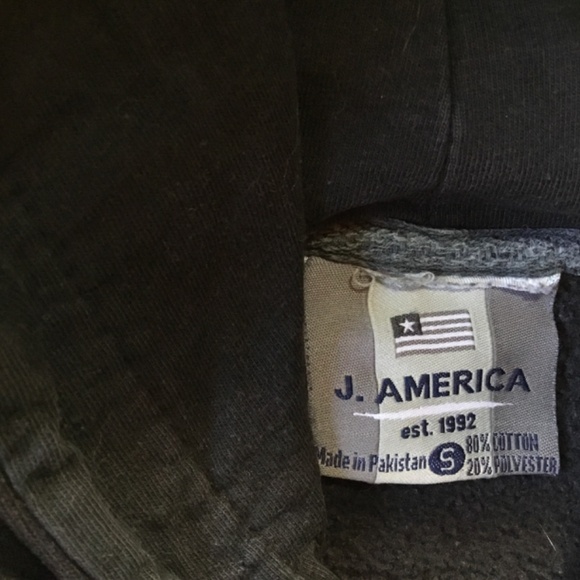 J. AMERICA
est. 1992
Made in Pakistan S 80% COTTON
20% POLYESTER